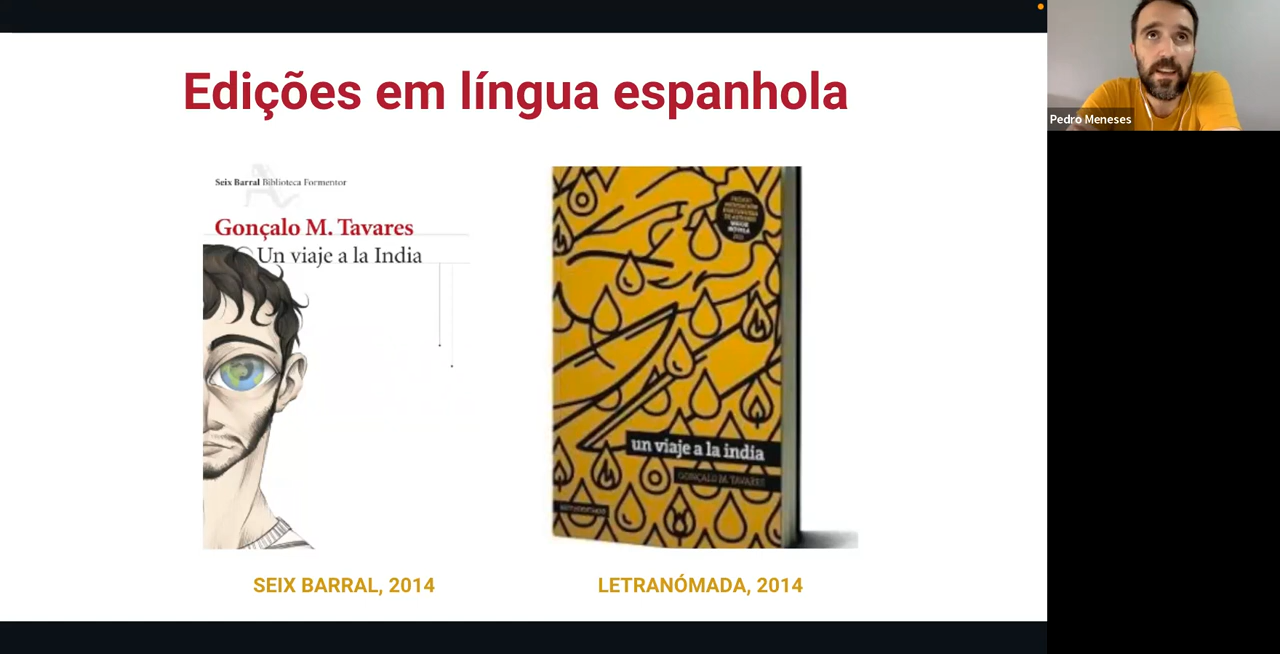 Edições em língua espanhola
Pedro Meneses
Seix Barral Biblioteca Formentor
Gonçalo M. Tavares
Un viaje a la India
un viaje a la india
GONÇALO M. TAVARES
SEIX BARRAL, 2014
LETRANÓMADA, 2014